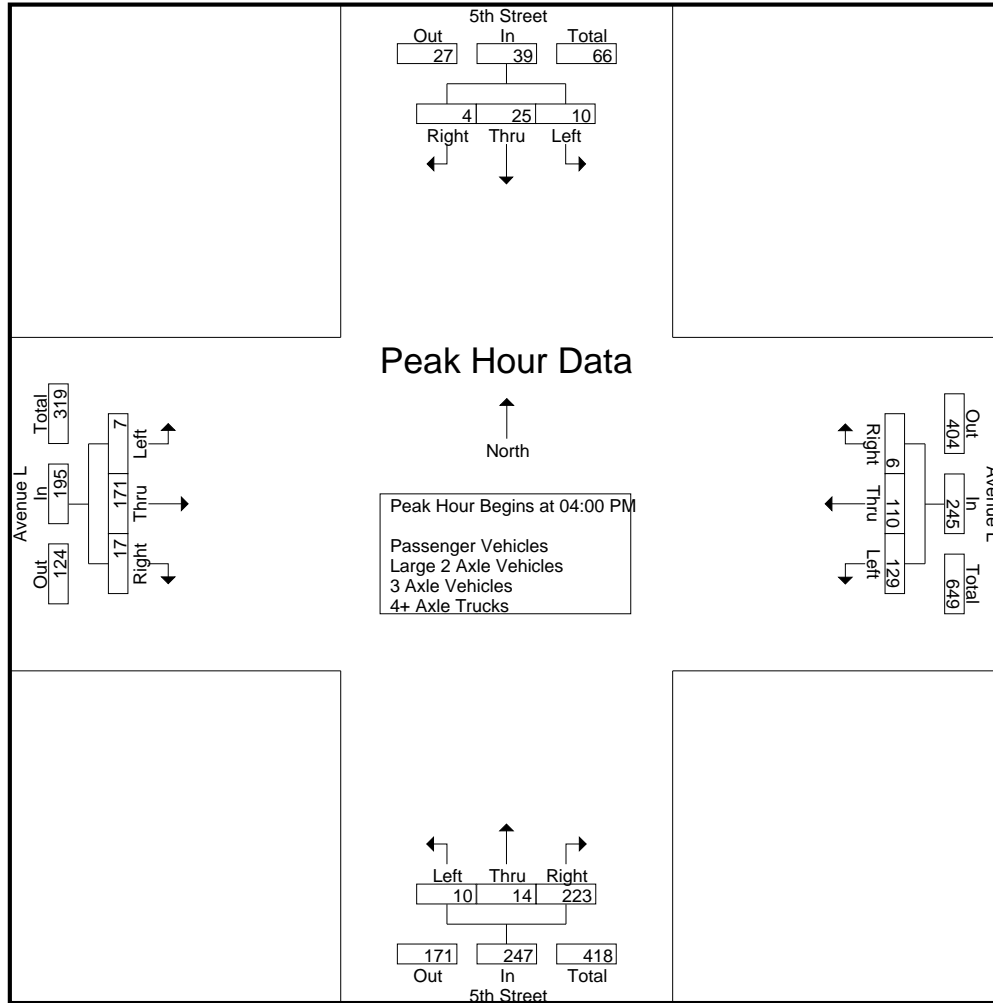 5th Street
Out In Total
27 39 66
4 25 10
Right Thru Left
Peak Hour Data
North
Peak Hour Begins at 04:00 PM
Passenger Vehicles
Large 2 Axle Vehicles
3 Axle Vehicles
4+ Axle Trucks
Avenue L
Out In Total
124 195 319
Left Thru Right
7 171 17
Avenue L
Out In Total
404 245 649
Right Thru Left
6 110 129
Left Thru Right
10 14 223
171 247 418
Out In Total
5th Street